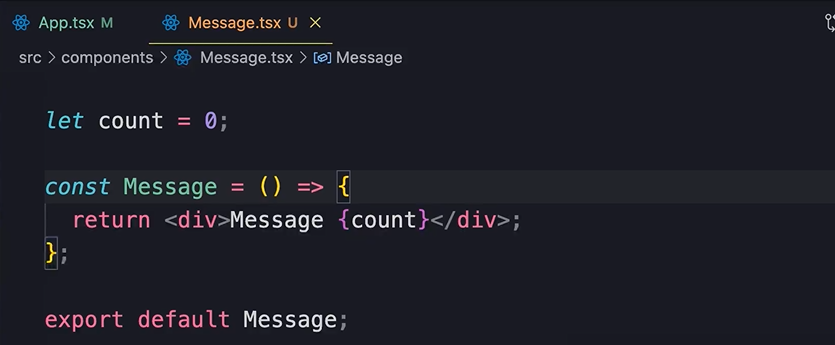 App.tsx M Message.tsx U ×
src > components > Message.tsx > Message
let count = 0;
const Message = () => {
  return <div>Message {count}</div>;
};
export default Message;